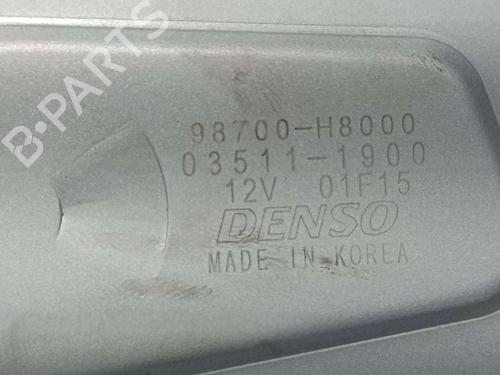 B-PARTS
98700-H8000
03511-1900
12V 01F15
DENSO
MADE IN KOREA